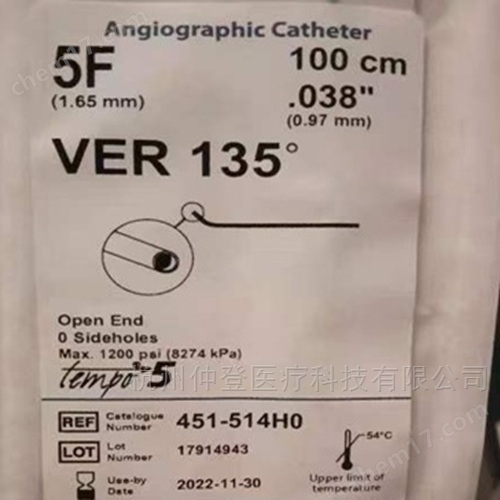 Angiographic Catheter
5F
(1.65 mm)
100 cm
.038"
(0.97 mm)
VER 135°
Open End
0 Sideholes
Max. 1200 psi (8274 kPa)
tempo 5
杭州仲登医疗科技有限公司
REF Catalogue Number 451-514H0
LOT Lot Number 17914943
Use-by Date 2022-11-30
54°C
Upper limit of
temperature
chem17.com